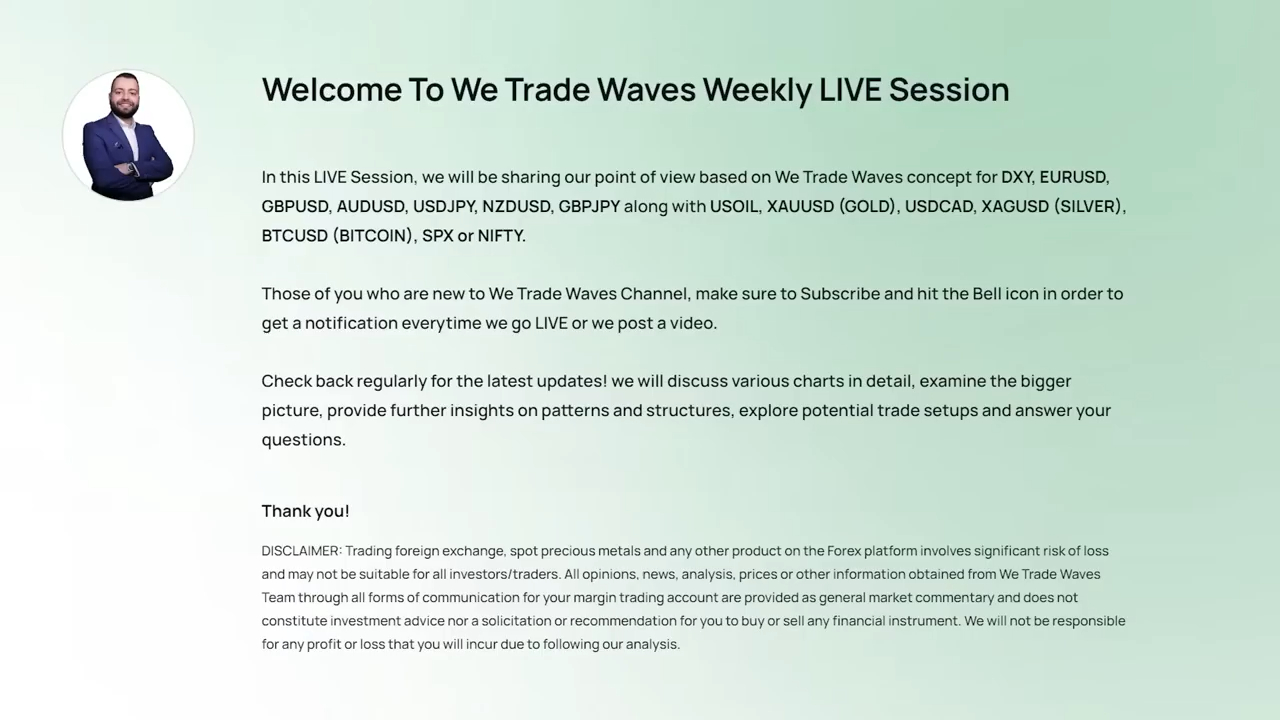 Welcome To We Trade Waves Weekly LIVE Session
In this LIVE Session, we will be sharing our point of view based on We Trade Waves concept for DXY, EURUSD,
GBPUSD, AUDUSD, USDJPY, NZDUSD, GBPJPY along with USOIL, XAUUSD (GOLD), USDCAD, XAGUSD (SILVER),
BTCUSD (BITCOIN), SPX or NIFTY.
Those of you who are new to We Trade Waves Channel, make sure to Subscribe and hit the Bell icon in order to
get a notification everytime we go LIVE or we post a video.
Check back regularly for the latest updates! we will discuss various charts in detail, examine the bigger
picture, provide further insights on patterns and structures, explore potential trade setups and answer your
questions.
Thank you!
DISCLAIMER: Trading foreign exchange, spot precious metals and any other product on the Forex platform involves significant risk of loss
and may not be suitable for all investors/traders. All opinions, news, analysis, prices or other information obtained from We Trade Waves
Team through all forms of communication for your margin trading account are provided as general market commentary and does not
constitute investment advice nor a solicitation or recommendation for you to buy or sell any financial instrument. We will not be responsible
for any profit or loss that you will incur due to following our analysis.